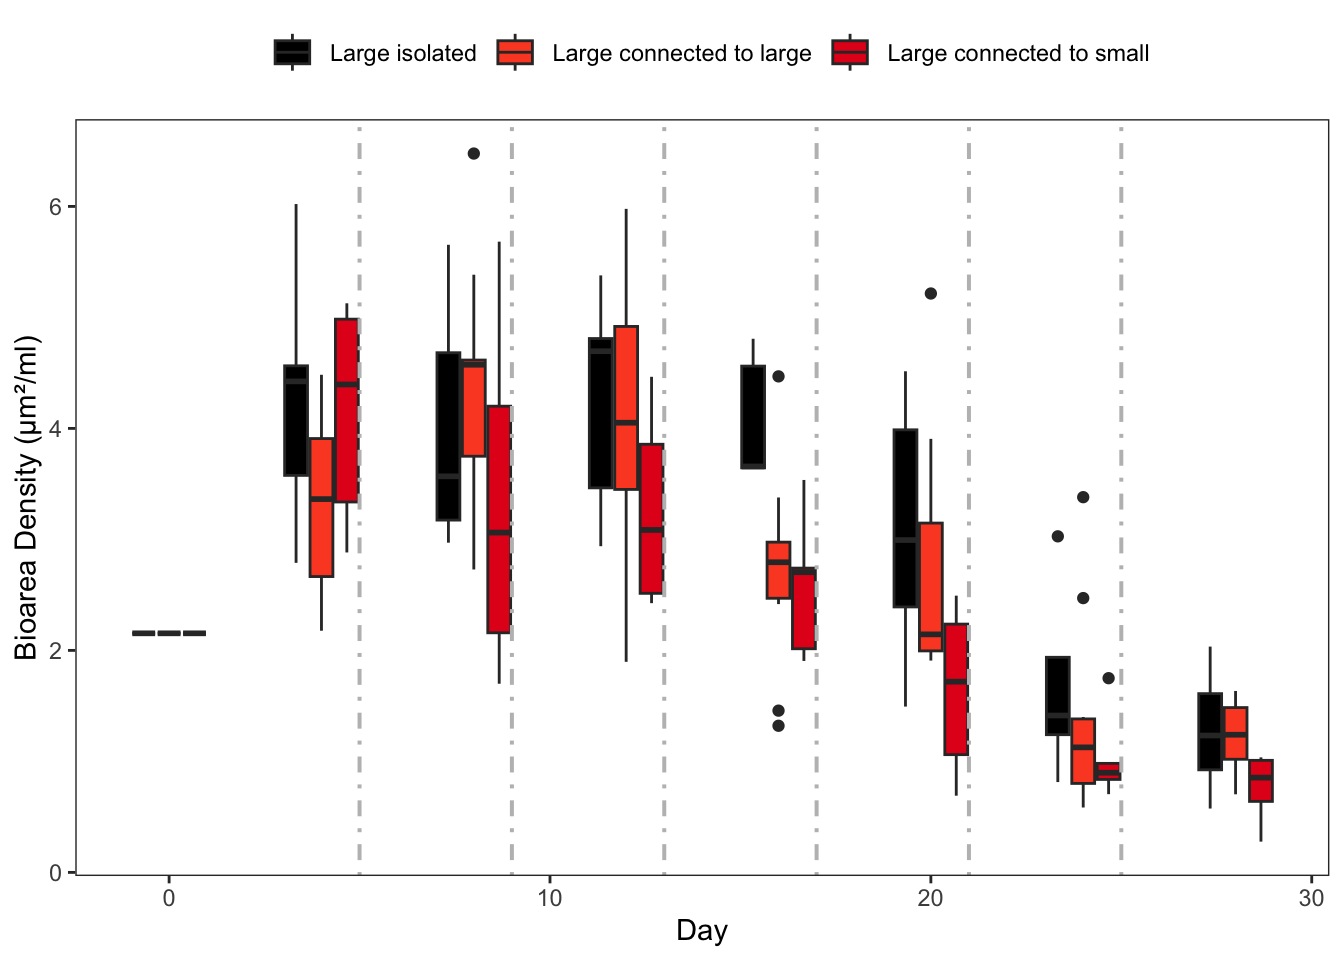 Large isolated Large connected to large Large connected to small
6
4
2
0
Bioarea Density (μm²/ml)
0 10 20 30
Day